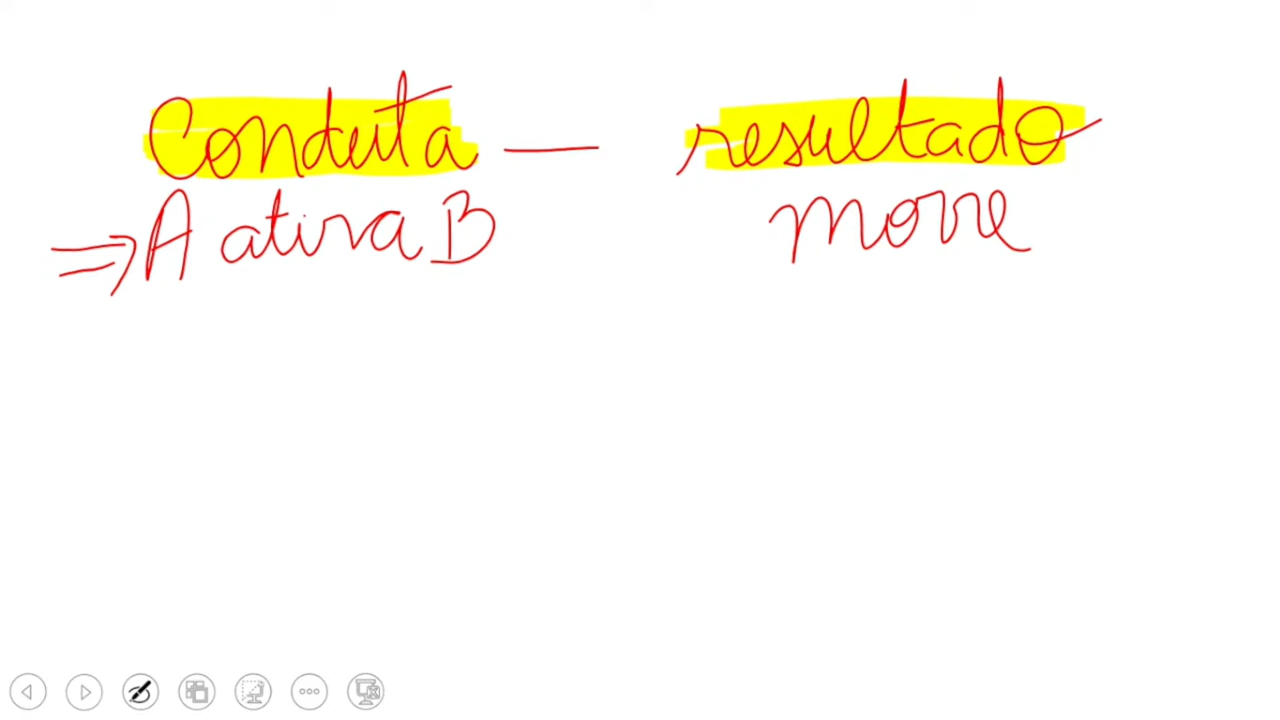 Conduta — resultado
⇒ A atira B morre